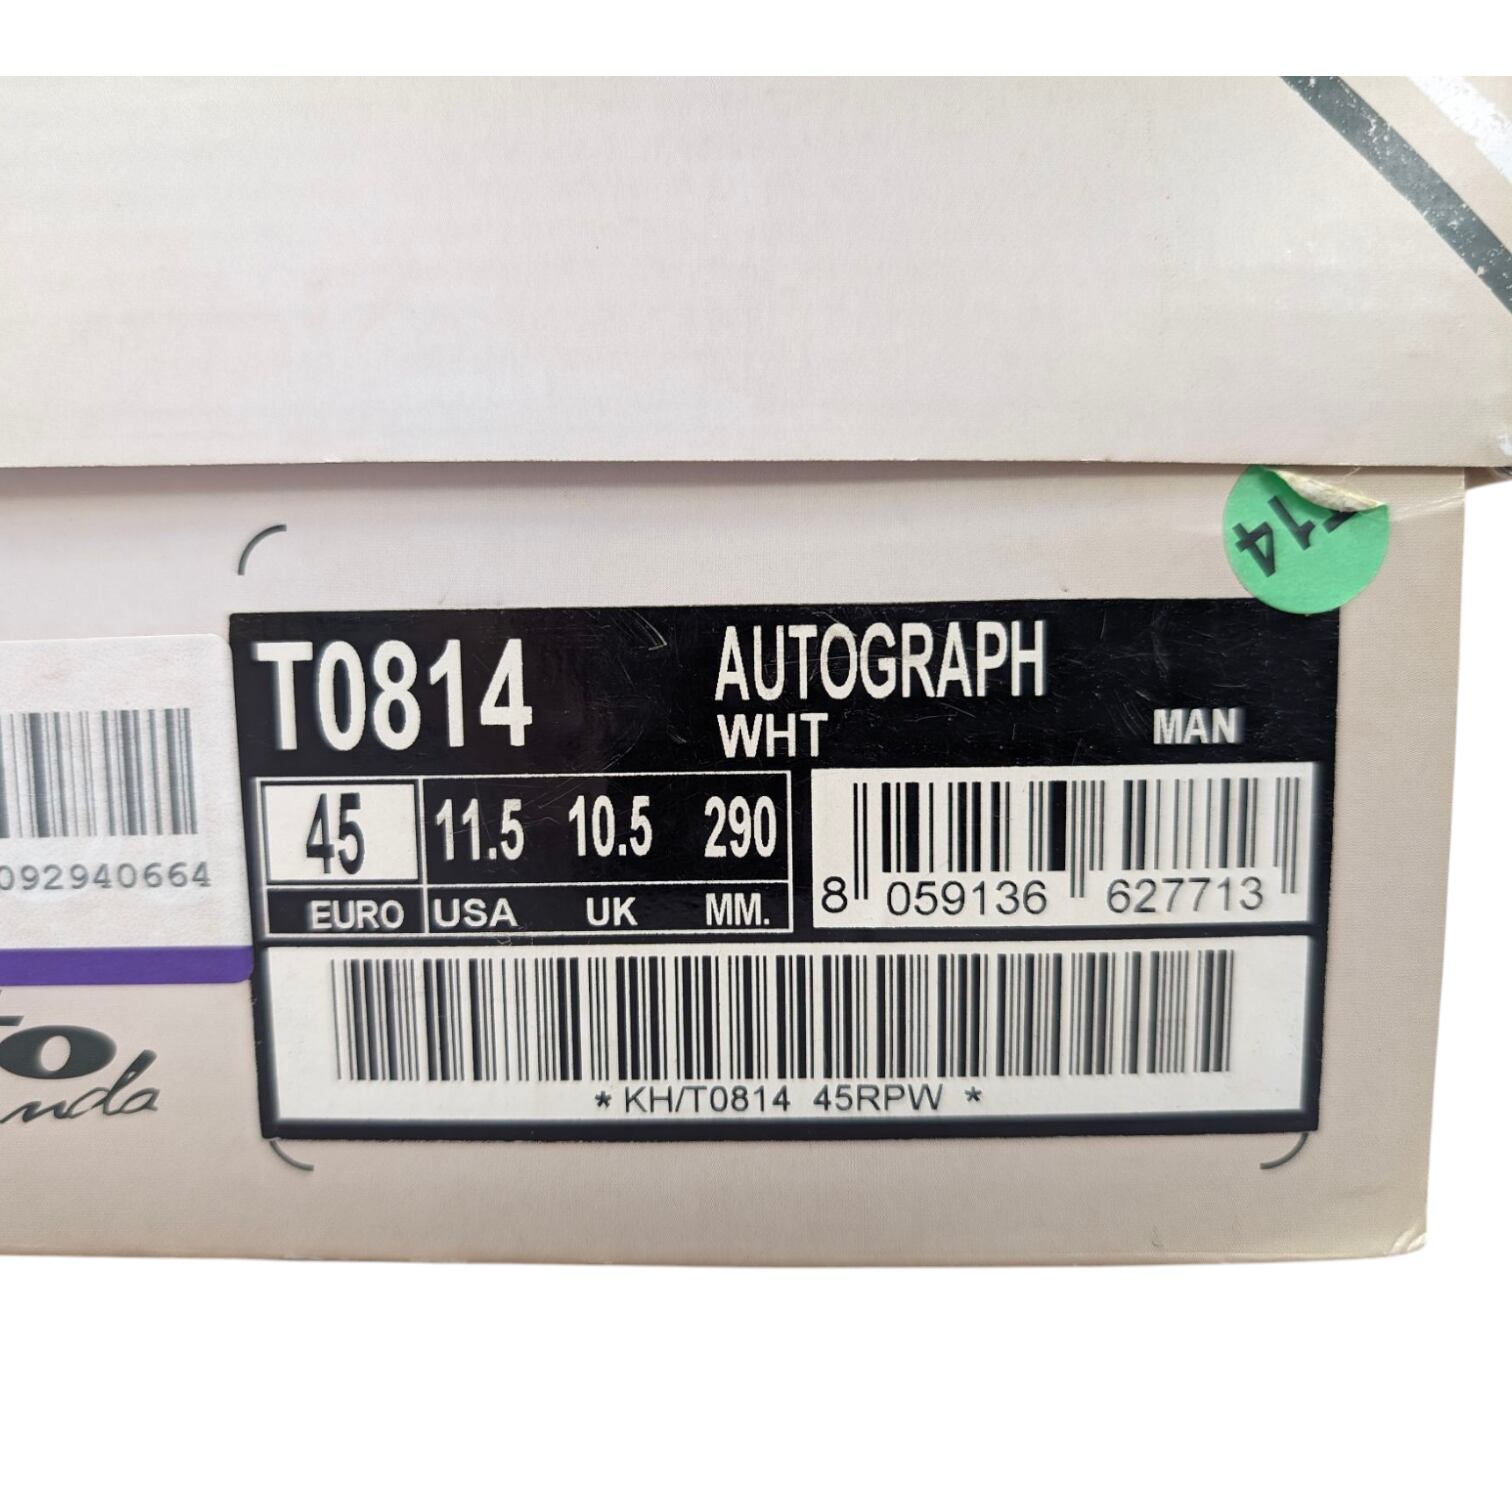 T14
T0814
AUTOGRAPH
WHT
MAN
45 11.5 10.5 290
EURO USA UK MM.
8 059136 627713
* KH/T0814 45RPW *
092940664